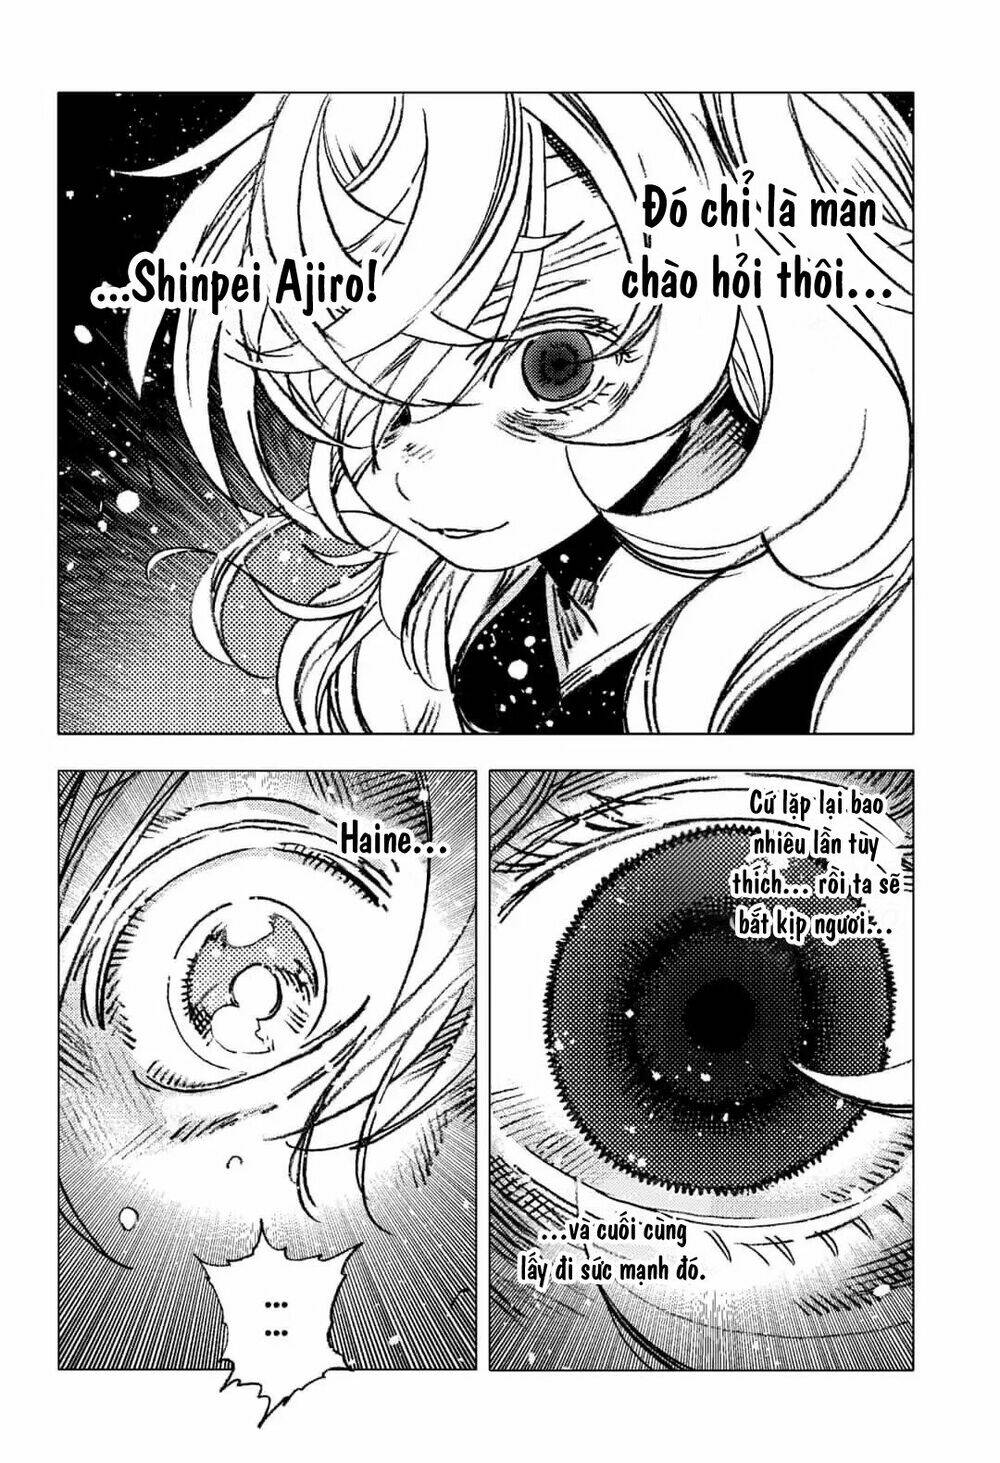 Đó chỉ là màn
chào hỏi thôi...
...Shinpei Ajiro!
Cứ lặp lại bao
nhiêu lần tùy
thích... rồi ta sẽ
bắt kịp ngươi...
...và cuối cùng
lấy đi sức mạnh đó.
Haine...
...
...